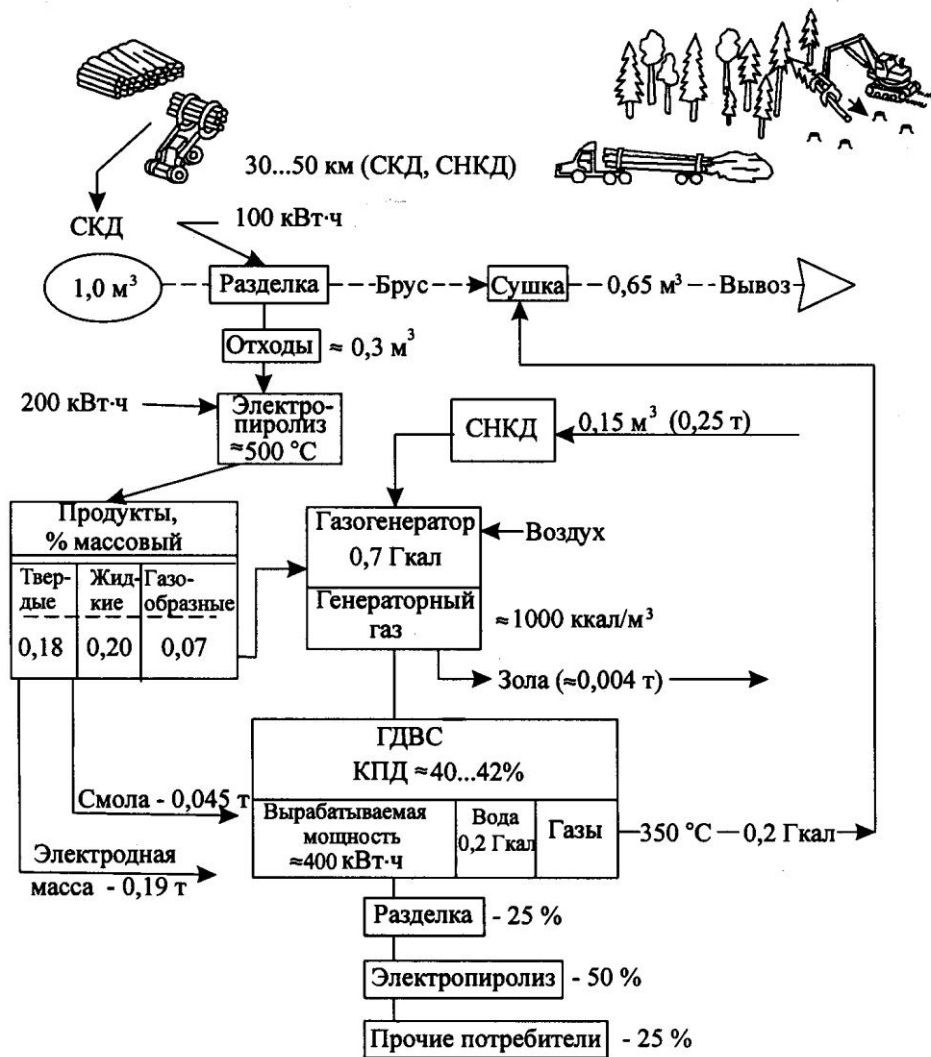 30...50 км (СКД, СНКД)
СКД
100 кВт·ч
1,0 м³
Разделка
Брус
Сушка
0,65 м³
Вывоз
Отходы
≈ 0,3 м³
200 кВт·ч
Электро-
пиролиз
≈500 °С
СНКД
0,15 м³ (0,25 т)
Продукты,
% массовый
Твер-
дые
Жид-
кие
Газо-
образные
0,18
0,20
0,07
Газогенератор
0,7 Гкал
Воздух
Генераторный
газ
≈1000 ккал/м³
Зола (≈0,004 т)
ГДВС
КПД ≈40...42%
Смола - 0,045 т
Вырабатываемая
мощность
≈400 кВт·ч
Вода
0,2 Гкал
Газы
350 °С
0,2 Гкал
Электродная
масса - 0,19 т
Разделка
- 25 %
Электропиролиз
- 50 %
Прочие потребители
- 25 %